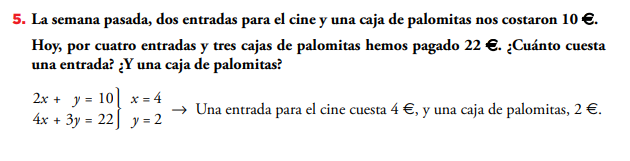 5. La semana pasada, dos entradas para el cine y una caja de palomitas nos costaron 10 €.
Hoy, por cuatro entradas y tres cajas de palomitas hemos pagado 22 €. ¿Cuánto cuesta
una entrada? ¿Y una caja de palomitas?
2x + y = 10 } x = 4
4x + 3y = 22 } y = 2 → Una entrada para el cine cuesta 4 €, y una caja de palomitas, 2 €.